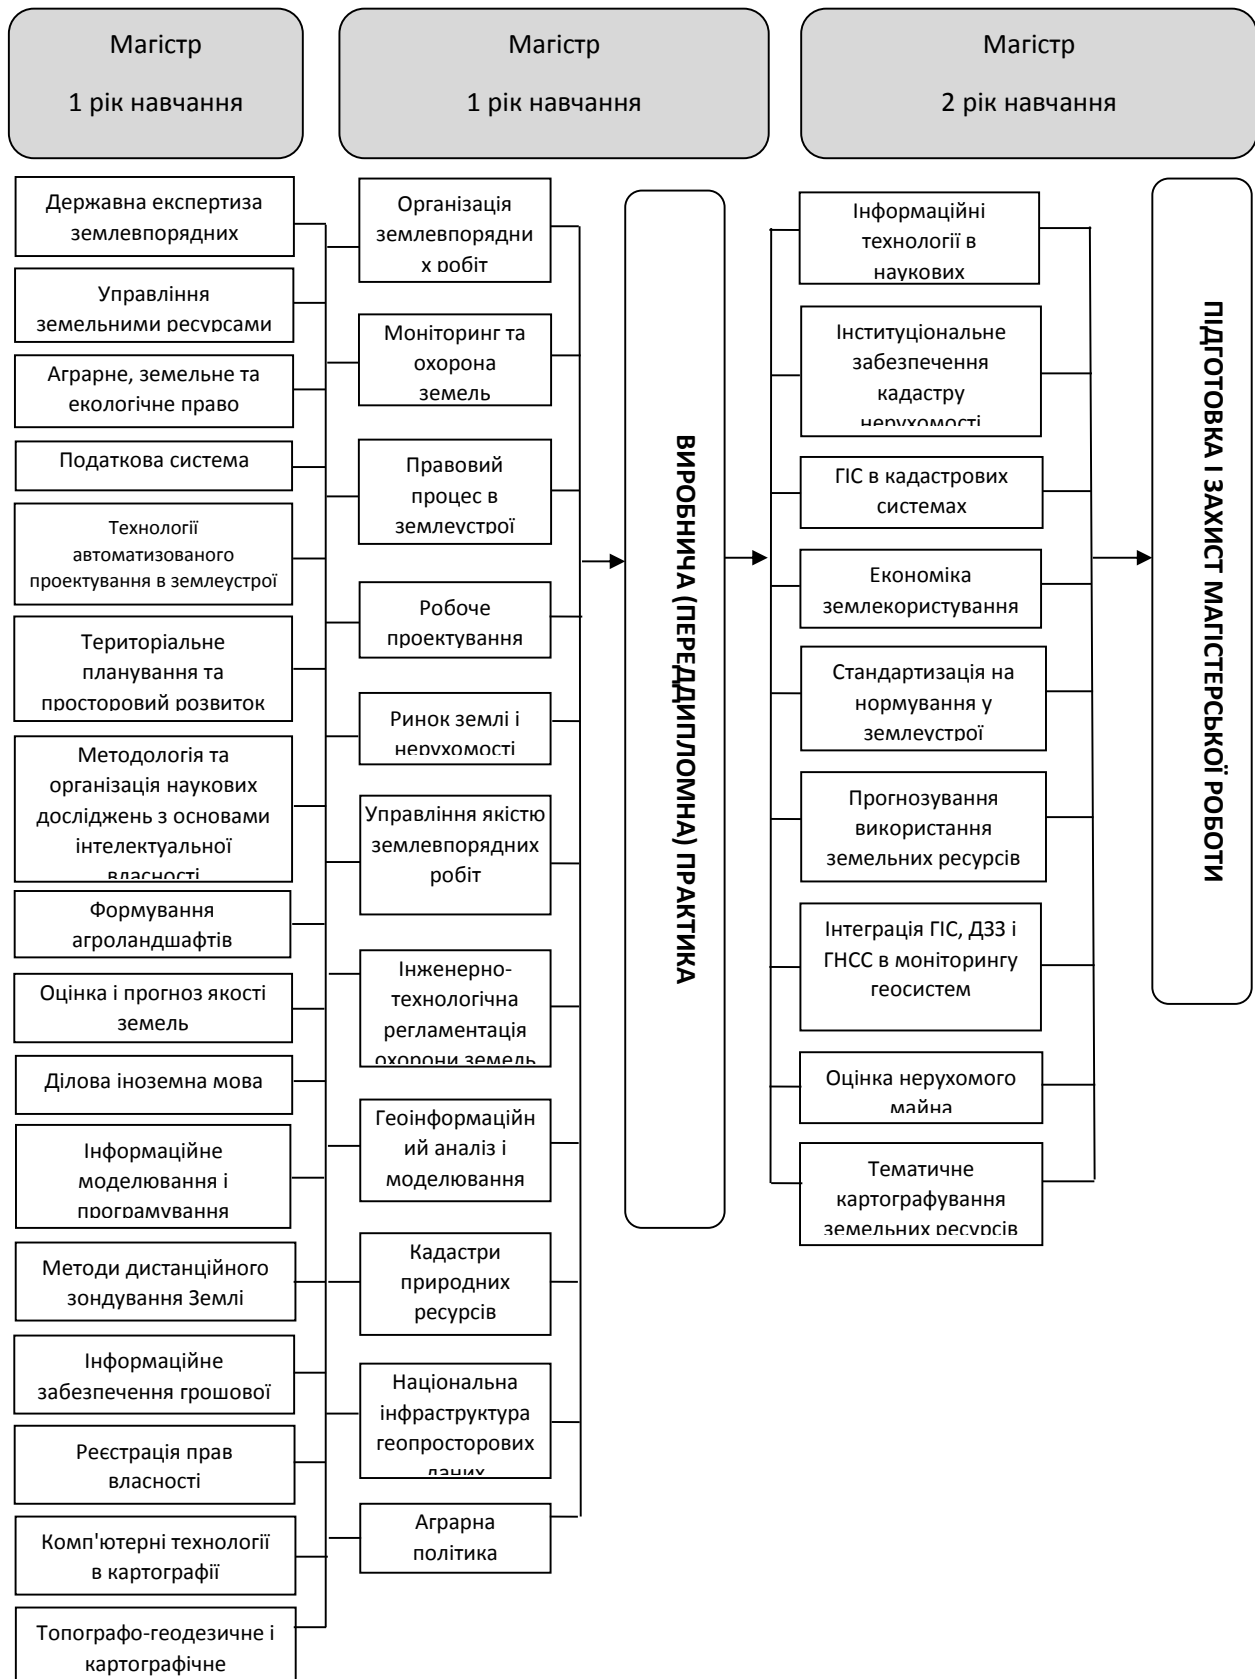 Магістр
1 рік навчання
Магістр
1 рік навчання
Магістр
2 рік навчання
Державна експертиза
землевпорядних
Управління
земельними ресурсами
Аграрне, земельне та
екологічне право
Податкова система
Технології
автоматизованого
проектування в землеустрої
Територіальне
планування та
просторовий розвиток
Методологія та
організація наукових
досліджень з основами
інтелектуальної
власності
Формування
агроландшафтів
Оцінка і прогноз якості
земель
Ділова іноземна мова
Інформаційне
моделювання і
програмування
Методи дистанційного
зондування Землі
Інформаційне
забезпечення грошової
Реєстрація прав
власності
Комп'ютерні технології
в картографії
Топографо-геодезичне і
картографічне
Організація
землевпорядни
х робіт
Моніторинг та
охорона
земель
Правовий
процес в
землеустрої
Робоче
проектування
Ринок землі і
нерухомості
Управління якістю
землевпорядних
робіт
Інженерно-
технологічна
регламентація
охорони земель
Геоінформаційн
ий аналіз і
моделювання
Кадастри
природних
ресурсів
Національна
інфраструктура
геопросторових
даних
Аграрна
політика
ВИРОБНИЧА (ПЕРЕДДИПЛОМНА) ПРАКТИКА
Інформаційні
технології в
наукових
Інституціональне
забезпечення
кадастру
нерухомості
ГІС в кадастрових
системах
Економіка
землекористування
Стандартизація на
нормування у
землеустрої
Прогнозування
використання
земельних ресурсів
Інтеграція ГІС, ДЗЗ і
ГНСС в моніторингу
геосистем
Оцінка нерухомого
майна
Тематичне
картографування
земельних ресурсів
ПІДГОТОВКА І ЗАХИСТ МАГІСТЕРСЬКОЇ РОБОТИ